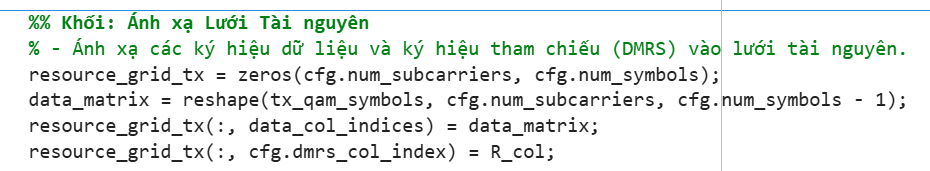 %% Khối: Ánh xạ Lưới Tài nguyên
% - Ánh xạ các ký hiệu dữ liệu và ký hiệu tham chiếu (DMRS) vào lưới tài nguyên.
resource_grid_tx = zeros(cfg.num_subcarriers, cfg.num_symbols);
data_matrix = reshape(tx_qam_symbols, cfg.num_subcarriers, cfg.num_symbols - 1);
resource_grid_tx(:, data_col_indices) = data_matrix;
resource_grid_tx(:, cfg.dmrs_col_index) = R_col;